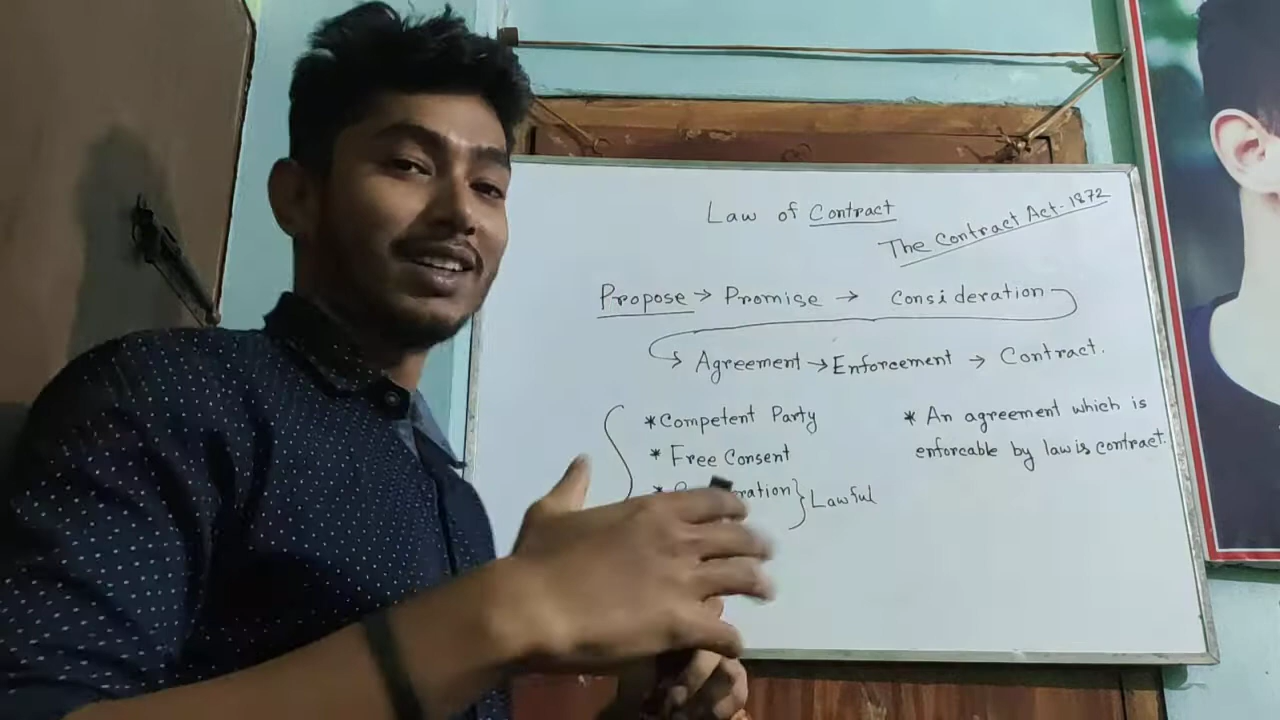 Law of Contract
The Contract Act-1872
Propose → Promise → Consideration
→ Agreement → Enforcement → Contract.
* Competent Party
* Free Consent
* Lawful
* An agreement which is
enforcable by law is contract.